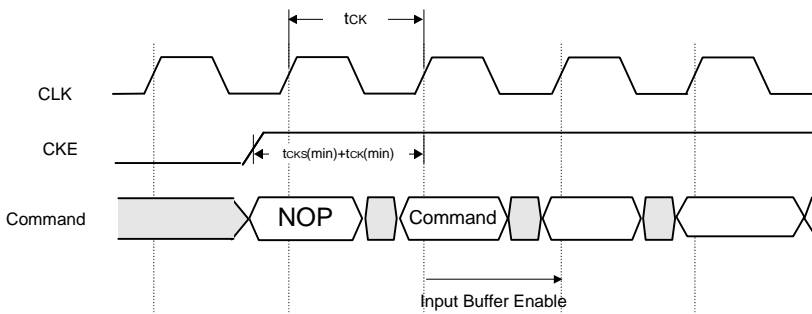 tCK
CLK
CKE
tCKS(min)+tCK(min)
Command
NOP
Command
Input Buffer Enable